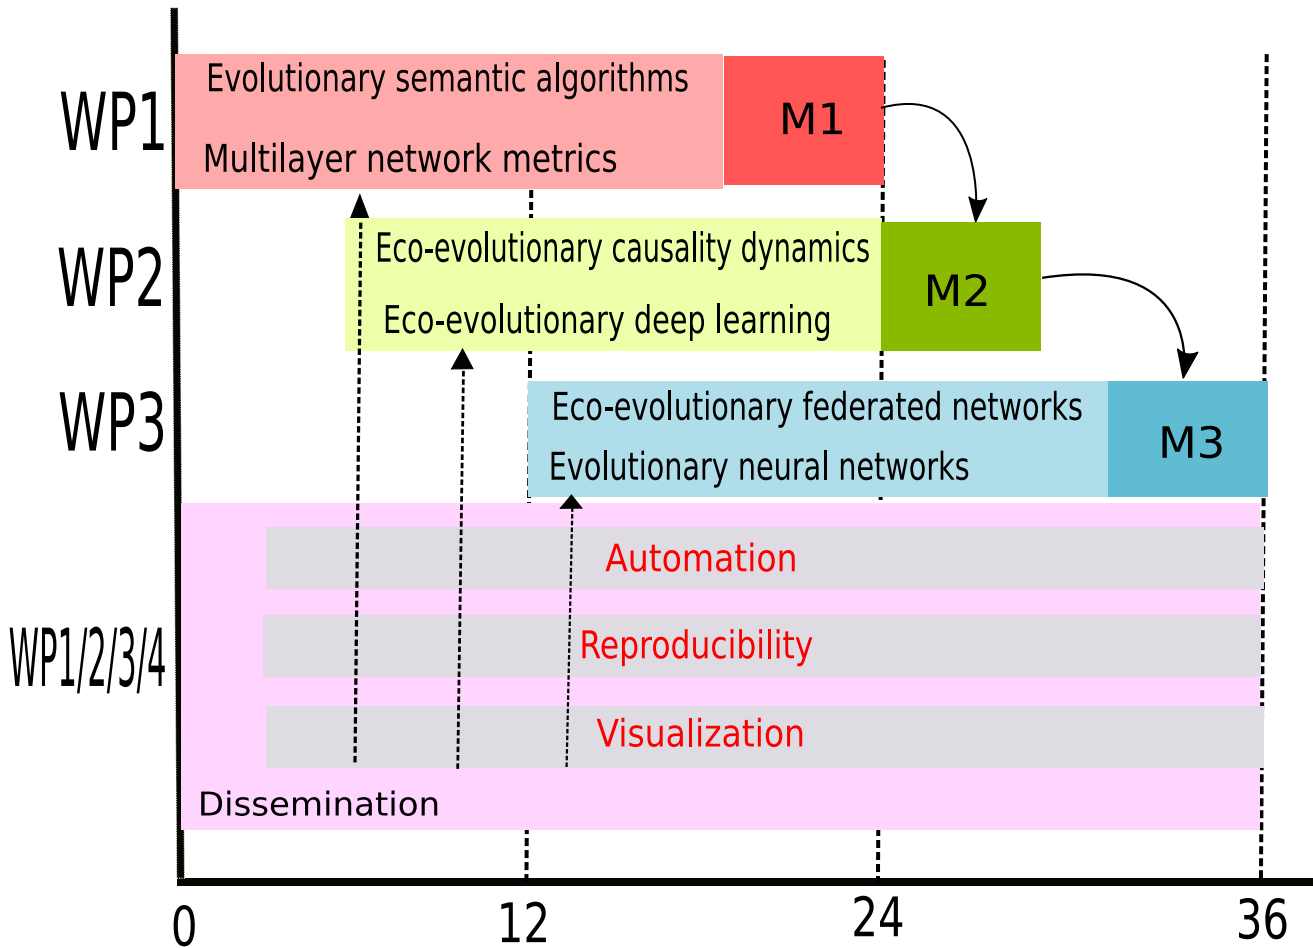 WP1
Evolutionary semantic algorithms
Multilayer network metrics
M1
WP2
Eco-evolutionary causality dynamics
Eco-evolutionary deep learning
M2
WP3
Eco-evolutionary federated networks
Evolutionary neural networks
M3
WP1/2/3/4
Automation
Reproducibility
Visualization
Dissemination
0
12
24
36